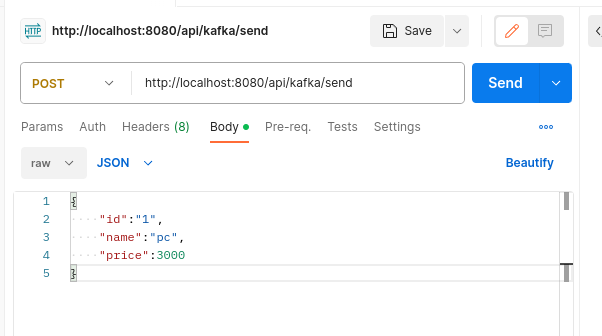 HTTP http://localhost:8080/api/kafka/send Save
POST http://localhost:8080/api/kafka/send Send
Params Auth Headers (8) Body Pre-req. Tests Settings
raw JSON Beautify
1 {
2 "id":"1",
3 "name":"pc",
4 "price":3000
5 }